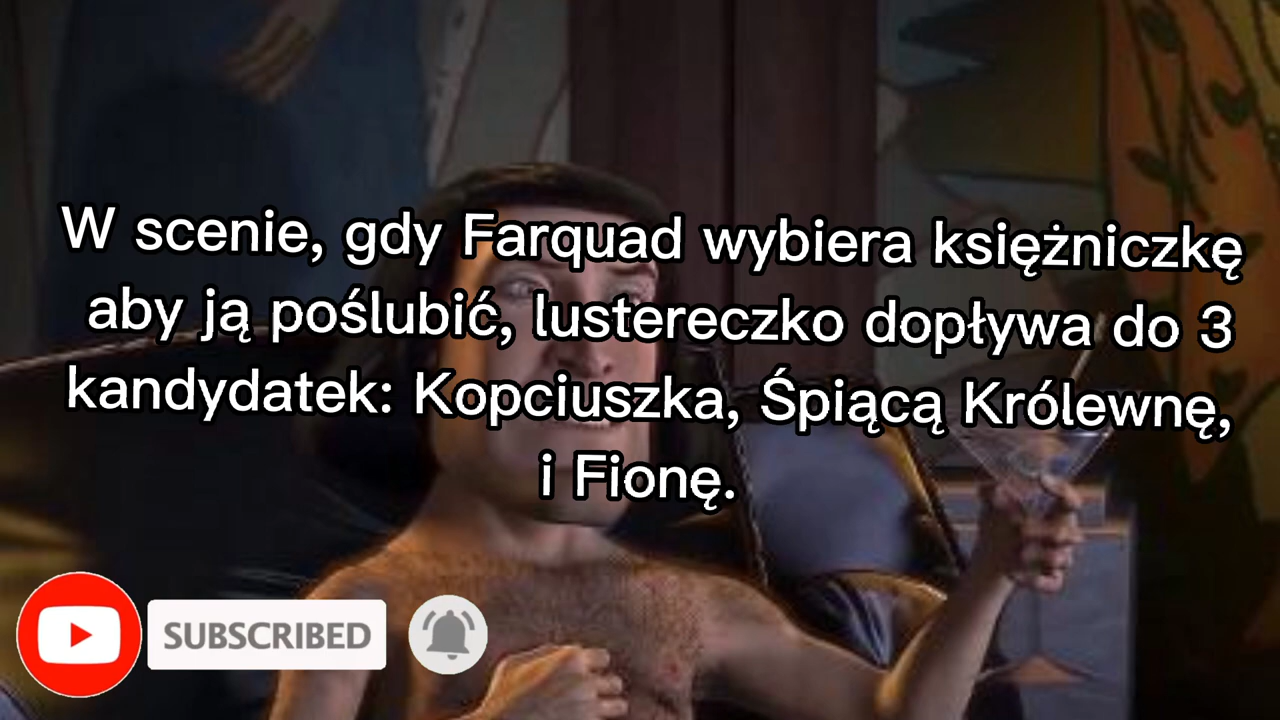 W scenie, gdy Farquad wybiera księżniczkę
aby ją poślubić, lustereczko dopływa do 3
kandydatek: Kopciuszka, Śpiącą Królewnę,
i Fionę.
SUBSCRIBED